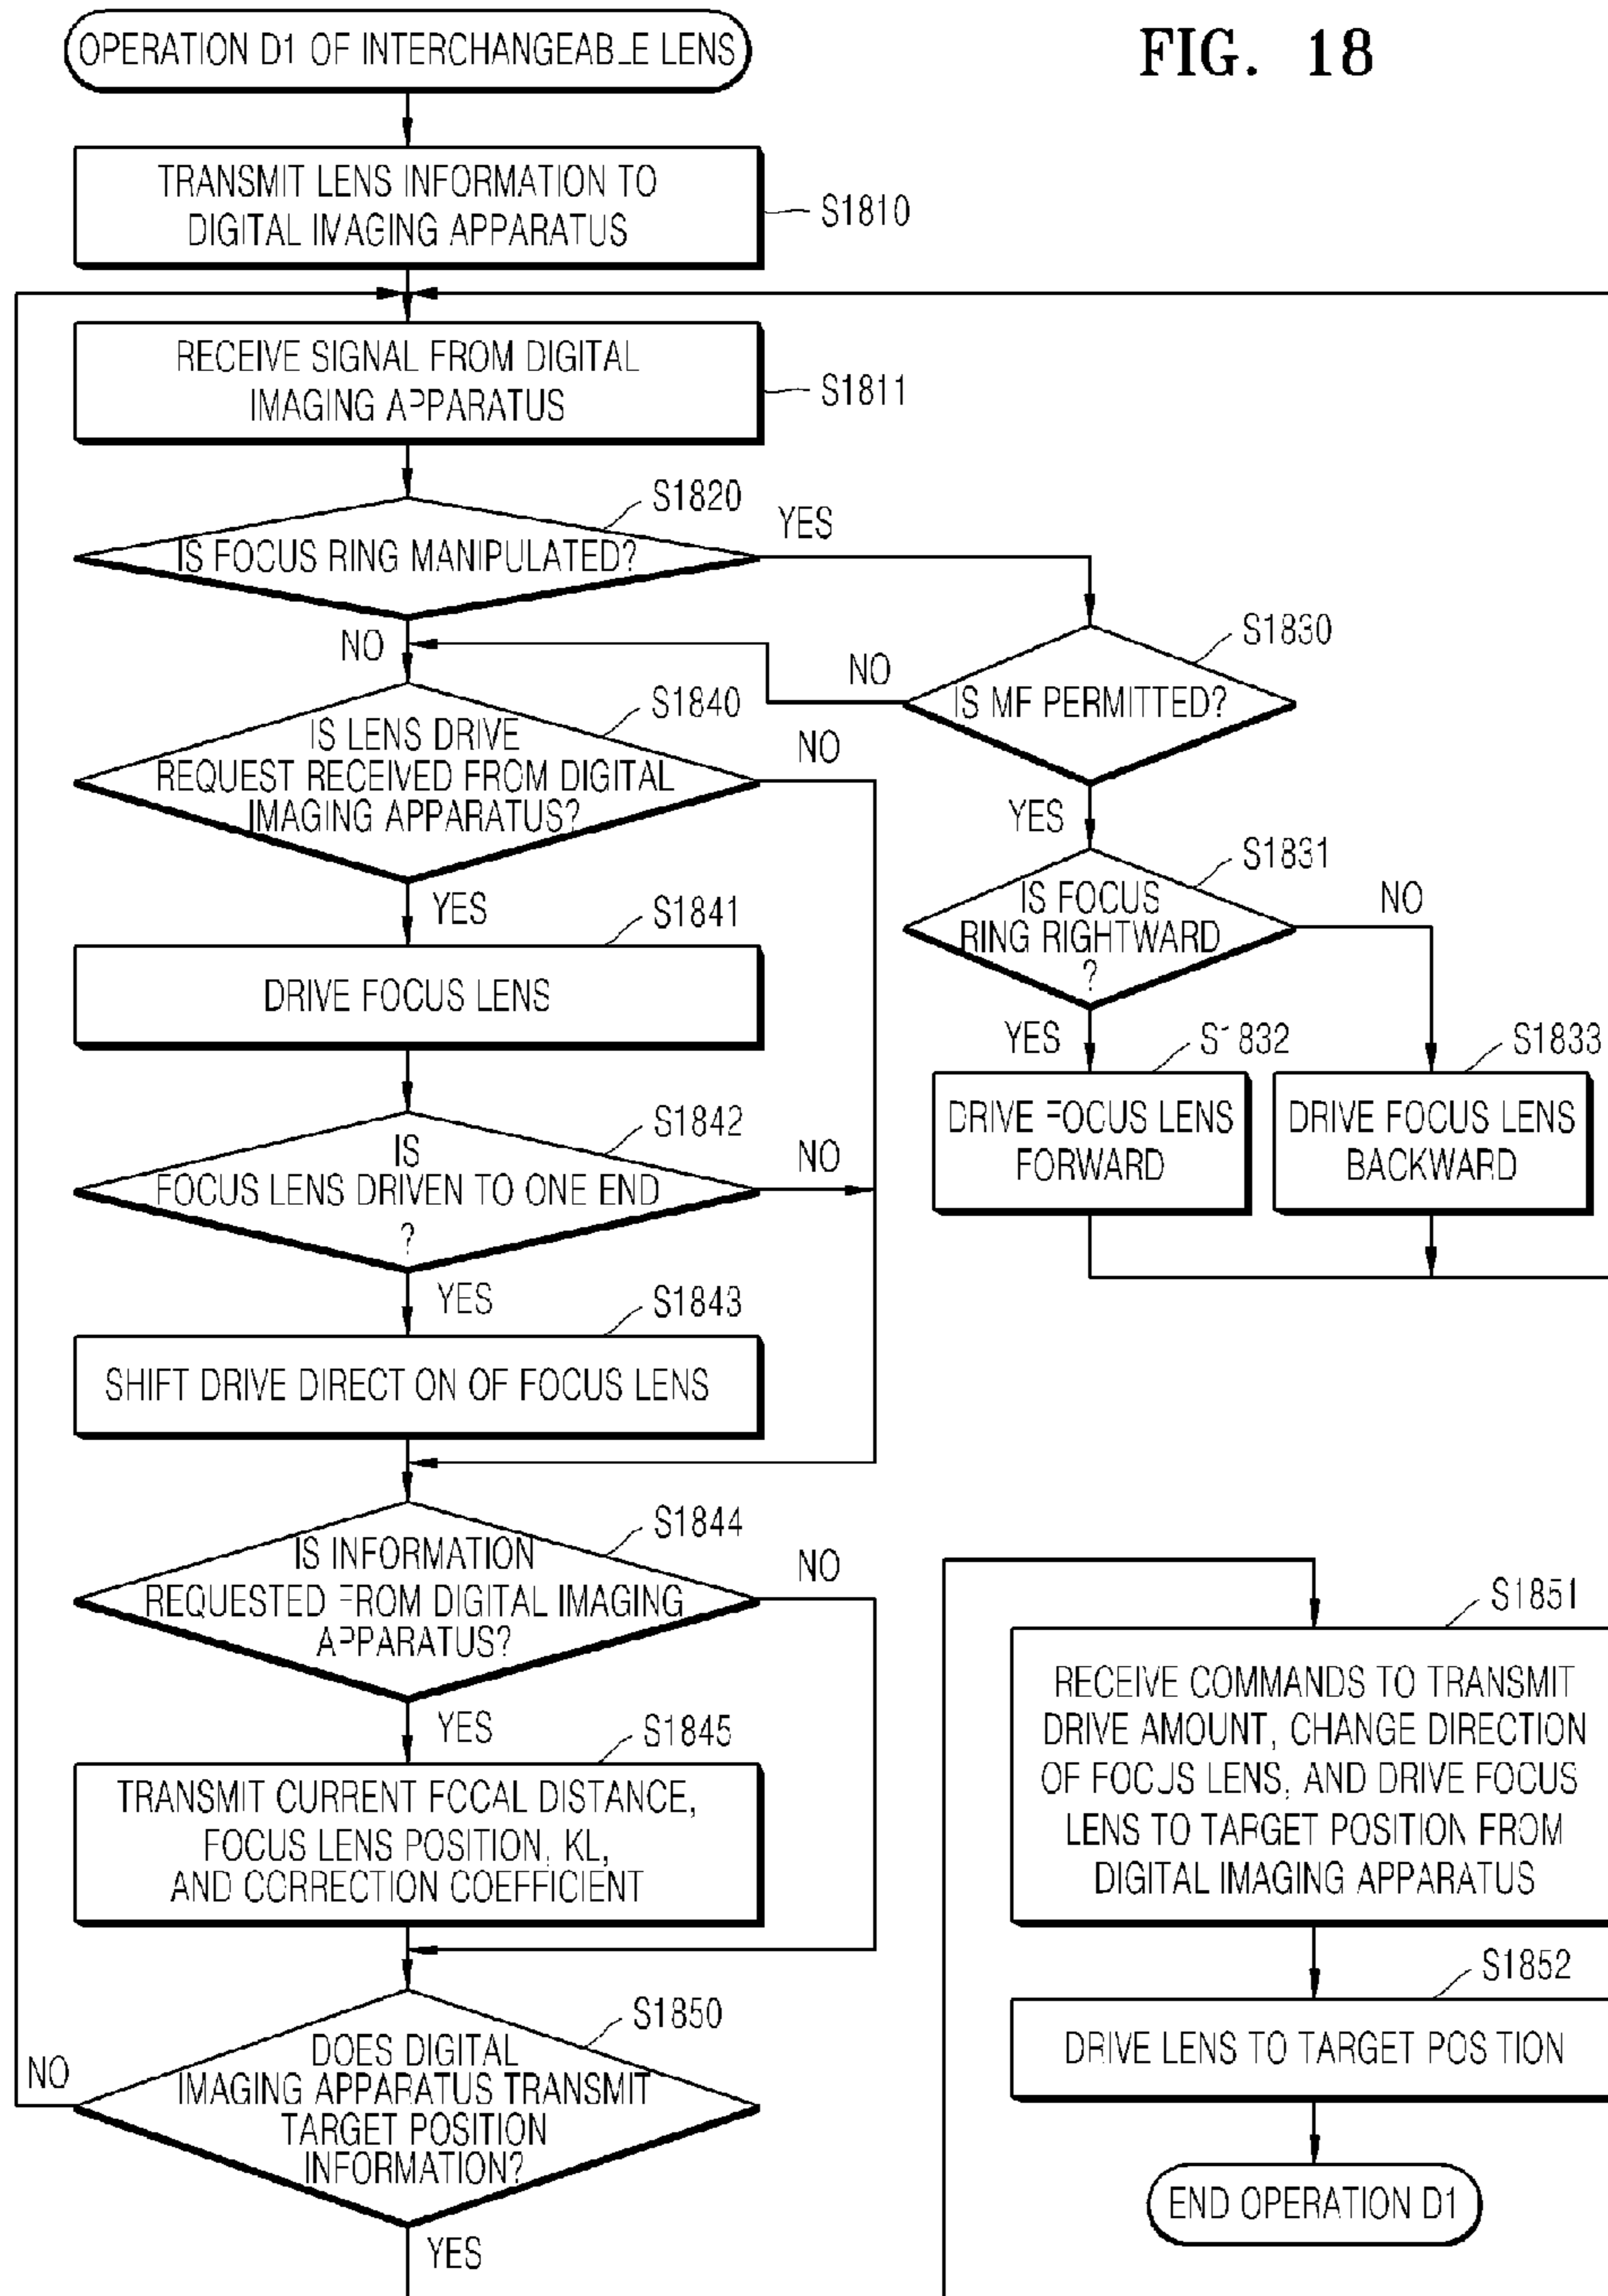 FIG. 18
OPERATION D1 OF INTERCHANGEABLE LENS
TRANSMIT LENS INFORMATION TO
DIGITAL IMAGING APPARATUS
S1810
RECEIVE SIGNAL FROM DIGITAL
IMAGING APPARATUS
S1811
S1820
IS FOCUS RING MANIPULATED?
YES
NO
S1830
IS MF PERMITTED?
NO
YES
S1831
IS FOCUS
RING RIGHTWARD
?
NO
YES
S1832
DRIVE FOCUS LENS
FORWARD
S1833
DRIVE FOCUS LENS
BACKWARD
S1840
IS LENS DRIVE
REQUEST RECEIVED FROM DIGITAL
IMAGING APPARATUS?
NO
YES
S1841
DRIVE FOCUS LENS
S1842
IS
FOCUS LENS DRIVEN TO ONE END
?
NO
YES
S1843
SHIFT DRIVE DIRECTION OF FOCUS LENS
S1844
IS INFORMATION
REQUESTED FROM DIGITAL IMAGING
APPARATUS?
NO
YES
S1845
TRANSMIT CURRENT FOCAL DISTANCE,
FOCUS LENS POSITION, KL,
AND CORRECTION COEFFICIENT
S1850
DOES DIGITAL
IMAGING APPARATUS TRANSMIT
TARGET POSITION
INFORMATION?
NO
YES
S1851
RECEIVE COMMANDS TO TRANSMIT
DRIVE AMOUNT, CHANGE DIRECTION
OF FOCUS LENS, AND DRIVE FOCUS
LENS TO TARGET POSITION FROM
DIGITAL IMAGING APPARATUS
S1852
DRIVE LENS TO TARGET POSITION
END OPERATION D1